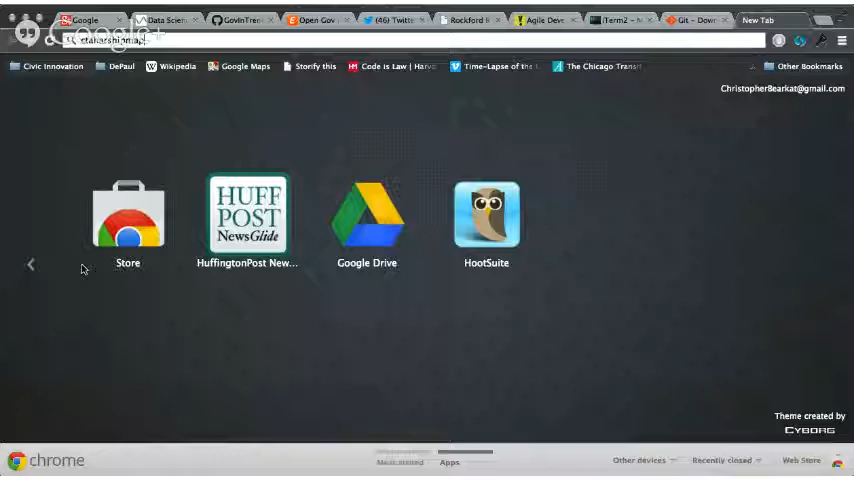 Google
Data Scien
GovInTren
Open Gov
(46) Twitte
Rockford
Agile Deve
iTerm2 - M
Git - Down
New Tab
Google+
Civic Innovation
DePaul
Wikipedia
Google Maps
Storify this
Code is Law | Harva
Time-Lapse of the
The Chicago Transit
Other Bookmarks
ChristopherBearkat@gmail.com
HUFF
POST
NewsGlide
Store
HuffingtonPost New...
Google Drive
HootSuite
Theme created by
CYBORG
chrome
Most visited
Apps
Other devices
Recently closed
Web Store